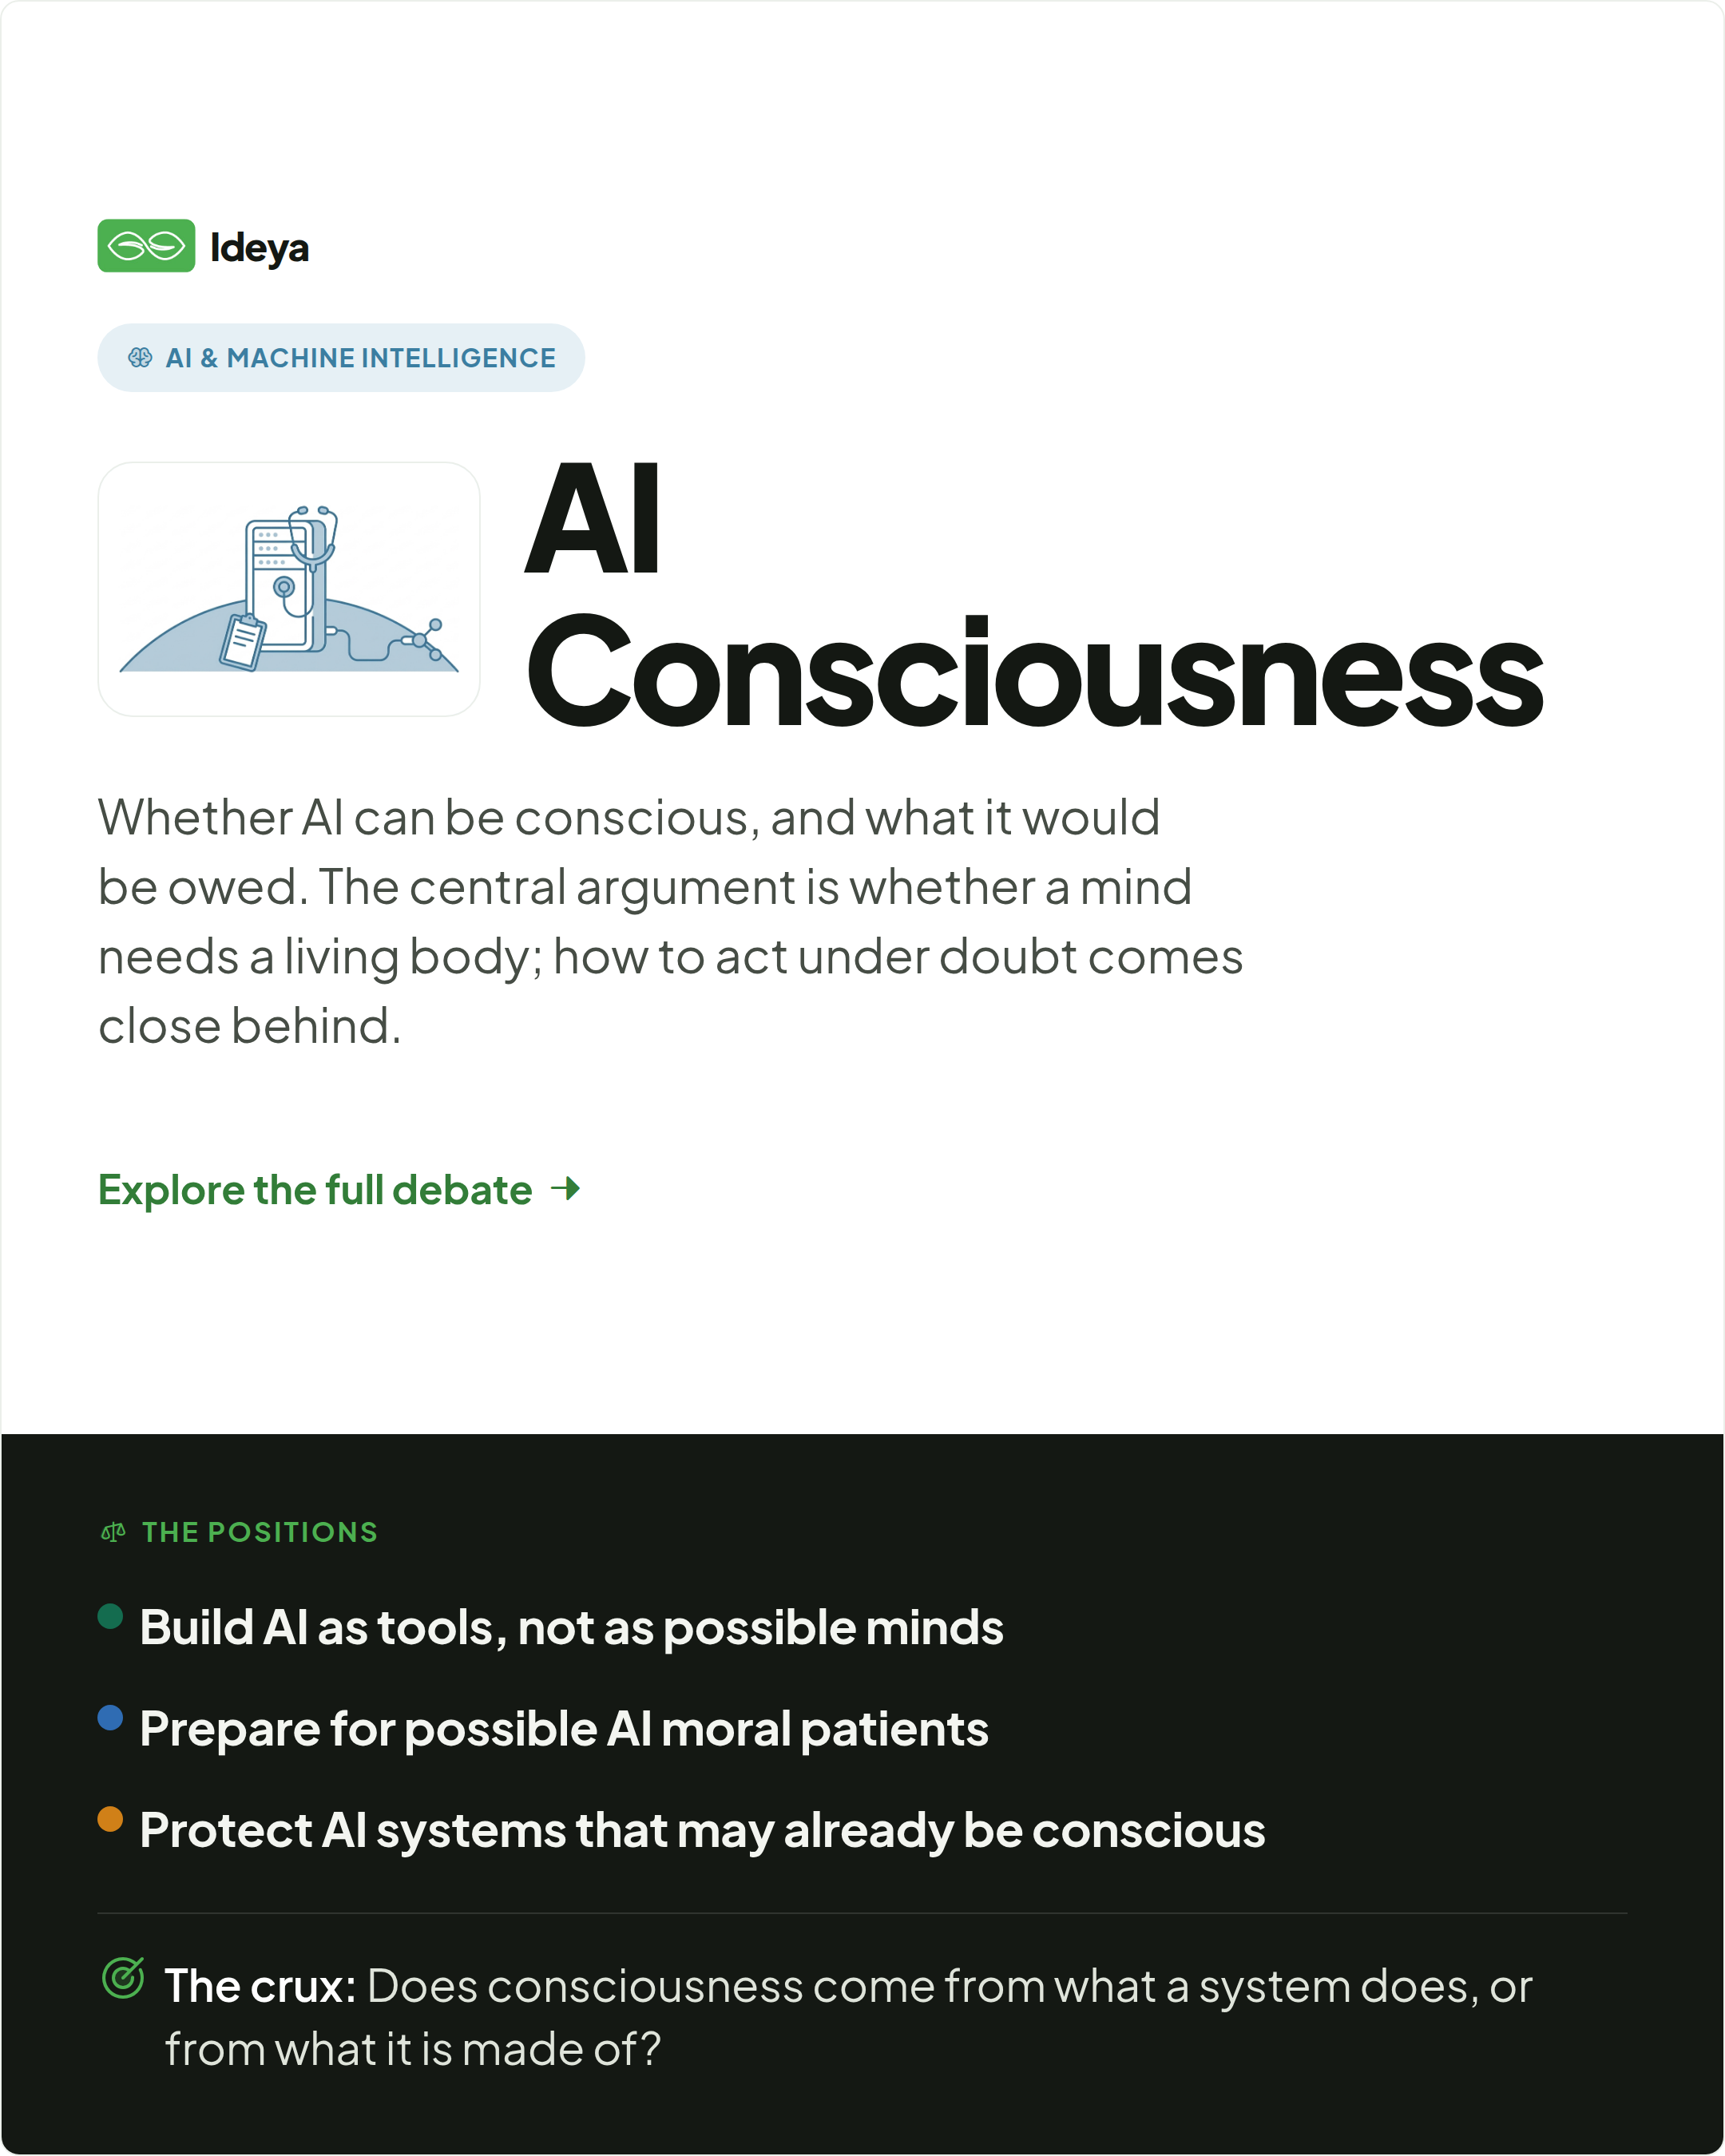 Ideya
AI & MACHINE INTELLIGENCE
AI
Consciousness
Whether AI can be conscious, and what it would
be owed. The central argument is whether a mind
needs a living body; how to act under doubt comes
close behind.
Explore the full debate
THE POSITIONS
Build AI as tools, not as possible minds
Prepare for possible AI moral patients
Protect AI systems that may already be conscious
The crux: Does consciousness come from what a system does, or
from what it is made of?